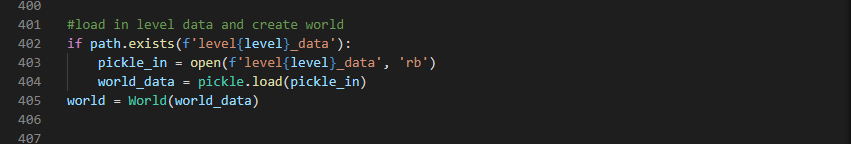 400
401 #load in level data and create world
402 if path.exists(f'level{level}_data'):
403     pickle_in = open(f'level{level}_data', 'rb')
404     world_data = pickle.load(pickle_in)
405 world = World(world_data)
406
407